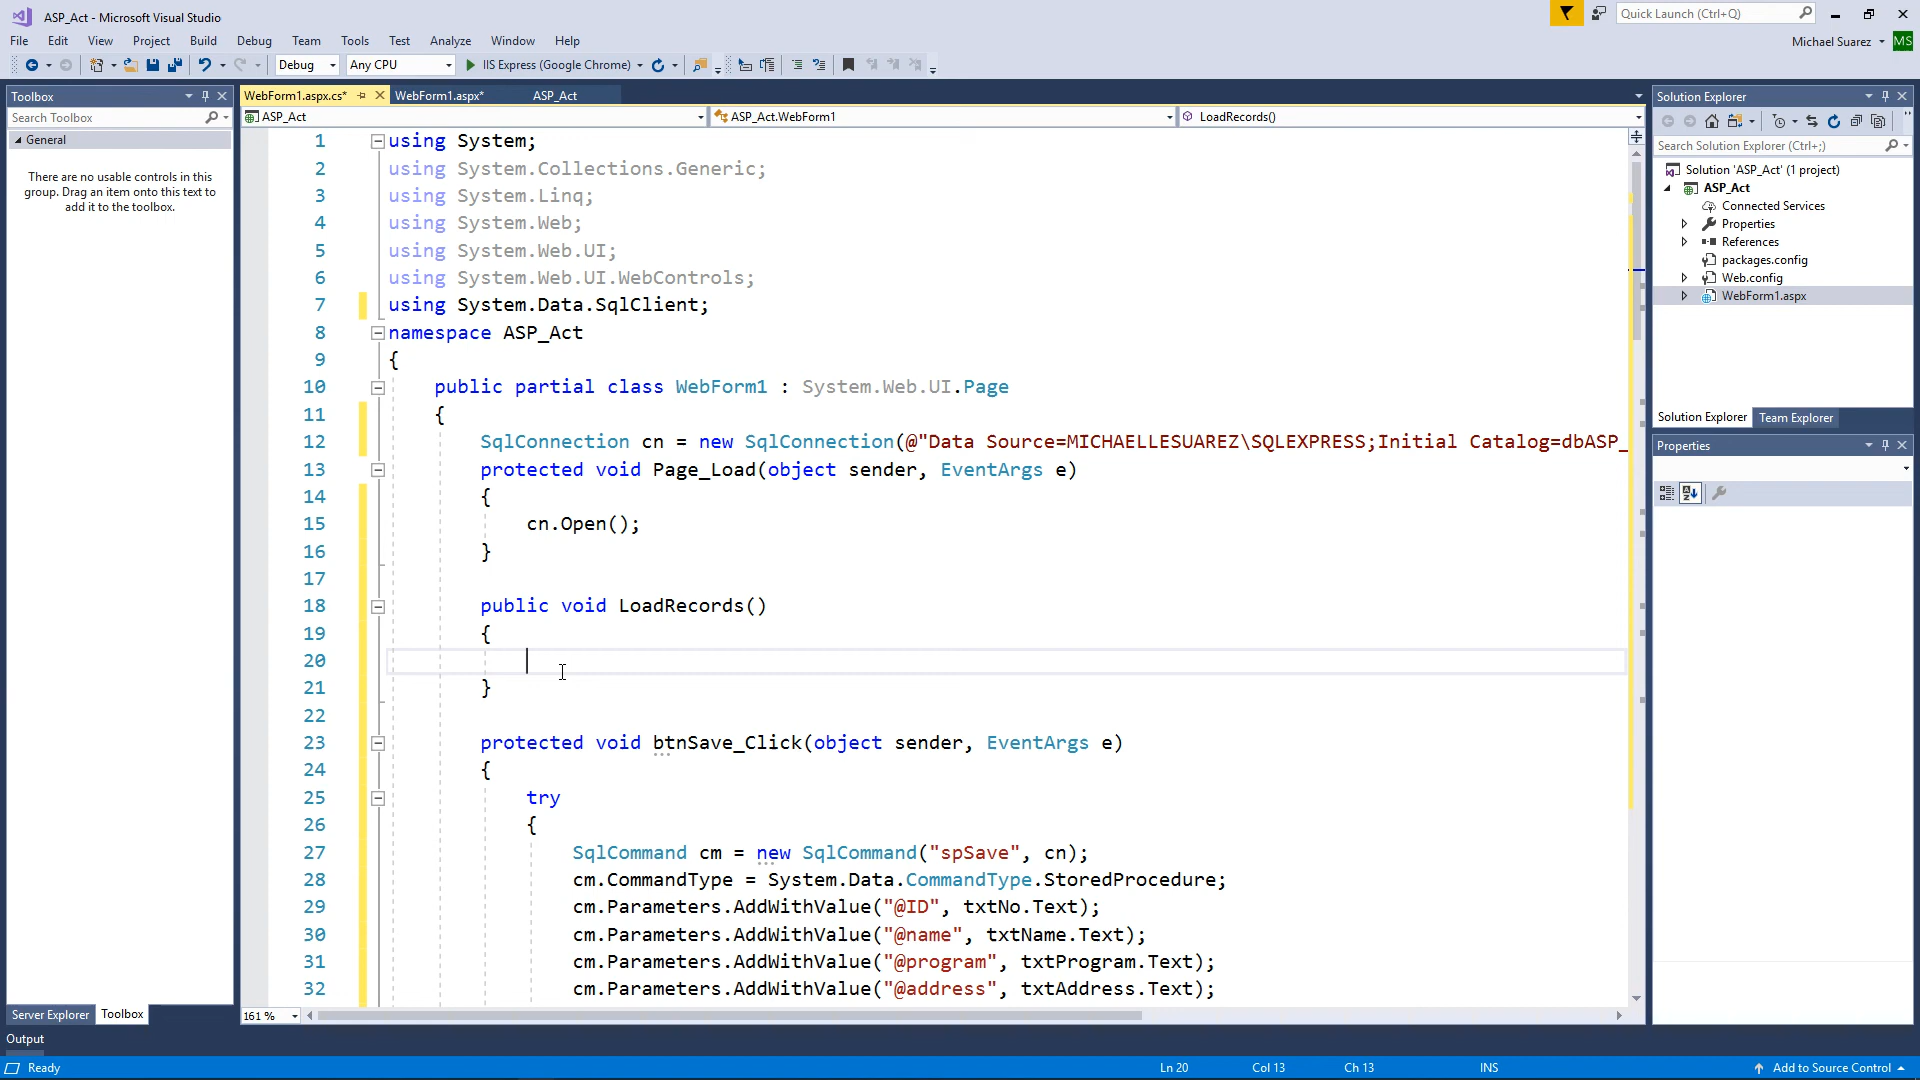 ASP_Act - Microsoft Visual Studio
Quick Launch (Ctrl+Q)
File Edit View Project Build Debug Team Tools Test Analyze Window Help
Michael Suarez MS
Debug Any CPU IIS Express (Google Chrome)
Toolbox
Search Toolbox
General
There are no usable controls in this
group. Drag an item onto this text to
add it to the toolbox.
Server Explorer Toolbox
WebForm1.aspx.cs* WebForm1.aspx* ASP_Act
ASP_Act ASP_Act.WebForm1 LoadRecords()
1 using System;
2 using System.Collections.Generic;
3 using System.Linq;
4 using System.Web;
5 using System.Web.UI;
6 using System.Web.UI.WebControls;
7 using System.Data.SqlClient;
8 namespace ASP_Act
9 {
10 public partial class WebForm1 : System.Web.UI.Page
11 {
12 SqlConnection cn = new SqlConnection(@"Data Source=MICHAELLESUAREZ\SQLEXPRESS;Initial Catalog=dbASP_
13 protected void Page_Load(object sender, EventArgs e)
14 {
15 cn.Open();
16 }
17
18 public void LoadRecords()
19 {
20
21 }
22
23 protected void btnSave_Click(object sender, EventArgs e)
24 {
25 try
26 {
27 SqlCommand cm = new SqlCommand("spSave", cn);
28 cm.CommandType = System.Data.CommandType.StoredProcedure;
29 cm.Parameters.AddWithValue("@ID", txtNo.Text);
30 cm.Parameters.AddWithValue("@name", txtName.Text);
31 cm.Parameters.AddWithValue("@program", txtProgram.Text);
32 cm.Parameters.AddWithValue("@address", txtAddress.Text);
161 %
Solution Explorer
Search Solution Explorer (Ctrl+;)
Solution 'ASP_Act' (1 project)
ASP_Act
Connected Services
Properties
References
packages.config
Web.config
WebForm1.aspx
Solution Explorer Team Explorer
Properties
Output
Ready Ln 20 Col 13 Ch 13 INS Add to Source Control